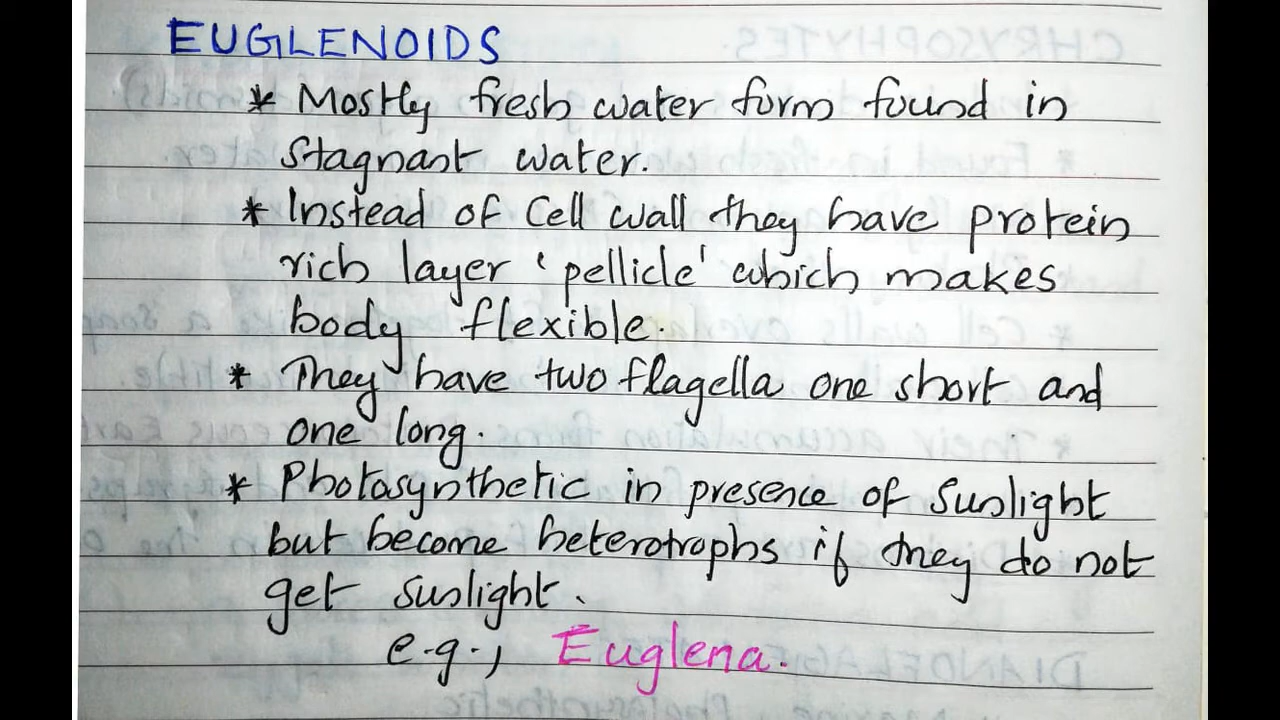 EUGLENOIDS
* Mostly fresh water form found in
stagnant water.
* Instead of Cell wall they have protein
rich layer 'pellicle' which makes
body flexible.
* They have two flagella one short and
one long.
* Photosynthetic in presence of sunlight
but become heterotrophs if they do not
get sunlight.
e.g., Euglena.